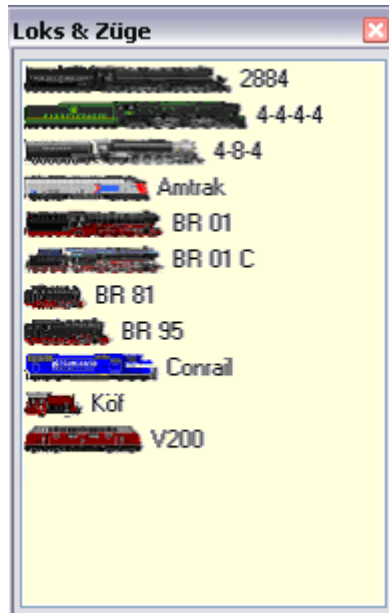 Loks & Züge
2884
4-4-4-4
4-8-4
Amtrak
BR 01
BR 01 C
BR 81
BR 95
Conrail
Köf
V200